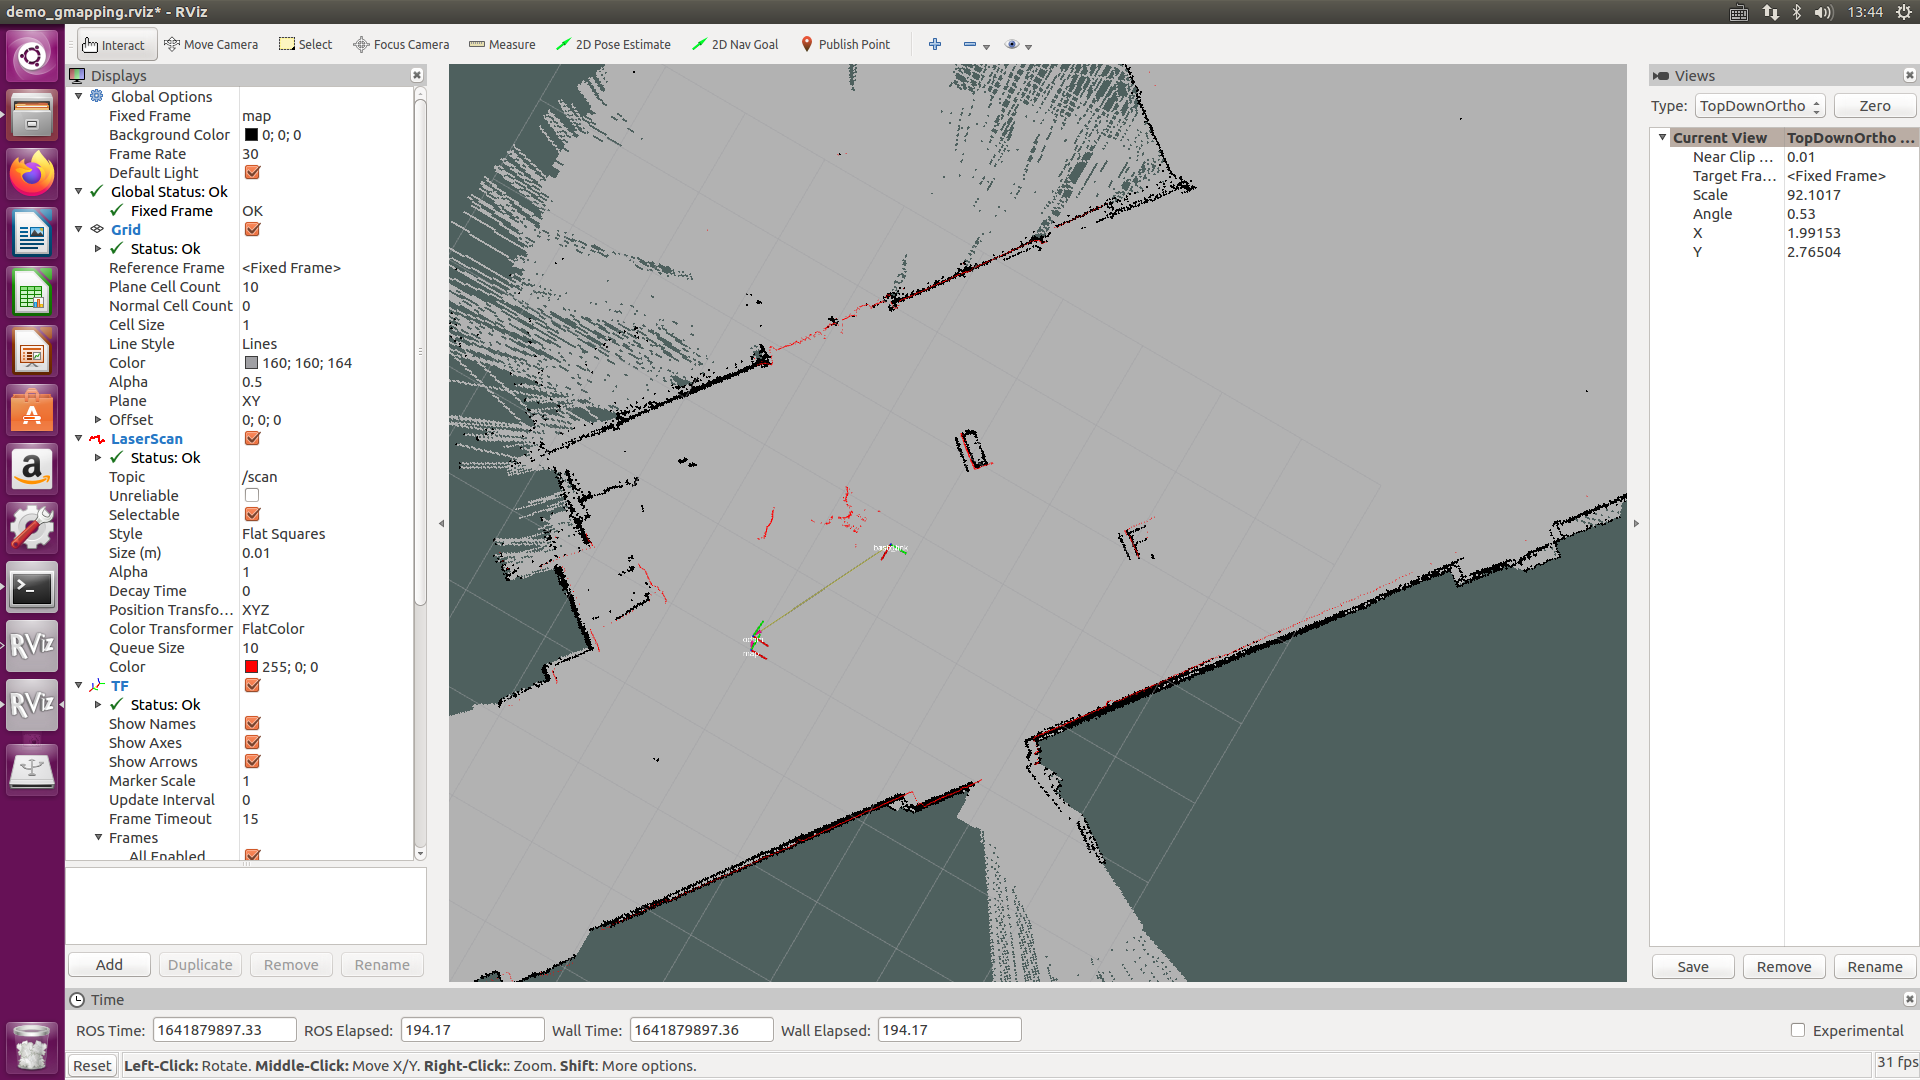 demo_gmapping.rviz* - RViz
13:44
Interact
Move Camera
Select
Focus Camera
Measure
2D Pose Estimate
2D Nav Goal
Publish Point
Displays
Global Options
Fixed Frame map
Background Color 0; 0; 0
Frame Rate 30
Default Light
Global Status: Ok
Fixed Frame OK
Grid
Status: Ok
Reference Frame <Fixed Frame>
Plane Cell Count 10
Normal Cell Count 0
Cell Size 1
Line Style Lines
Color 160; 160; 164
Alpha 0.5
Plane XY
Offset 0; 0; 0
LaserScan
Status: Ok
Topic /scan
Unreliable
Selectable
Style Flat Squares
Size (m) 0.01
Alpha 1
Decay Time 0
Position Transfo... XYZ
Color Transformer FlatColor
Queue Size 10
Color 255; 0; 0
TF
Status: Ok
Show Names
Show Axes
Show Arrows
Marker Scale 1
Update Interval 0
Frame Timeout 15
Frames
All Enabled
Add
Duplicate
Remove
Rename
base_link
odom
map
Views
Type: TopDownOrtho
Zero
Current View TopDownOrtho ...
Near Clip ... 0.01
Target Fra... <Fixed Frame>
Scale 92.1017
Angle 0.53
X 1.99153
Y 2.76504
Save
Remove
Rename
RViz
RViz
Time
ROS Time: 1641879897.33
ROS Elapsed: 194.17
Wall Time: 1641879897.36
Wall Elapsed: 194.17
Experimental
Reset
Left-Click: Rotate. Middle-Click: Move X/Y. Right-Click:: Zoom. Shift: More options.
31 fps